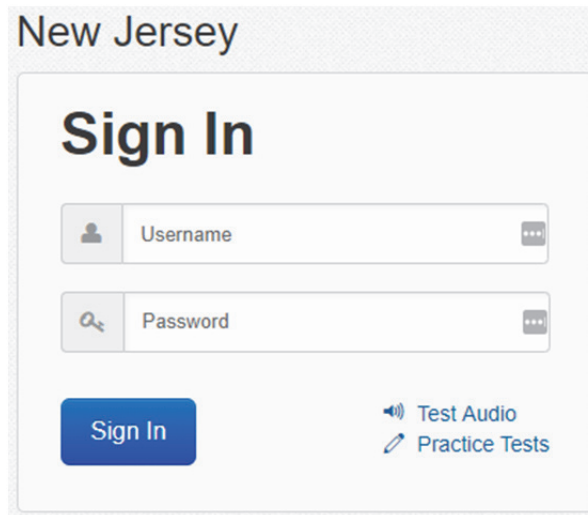 New Jersey
Sign In
Username
Password
Sign In
Test Audio
Practice Tests